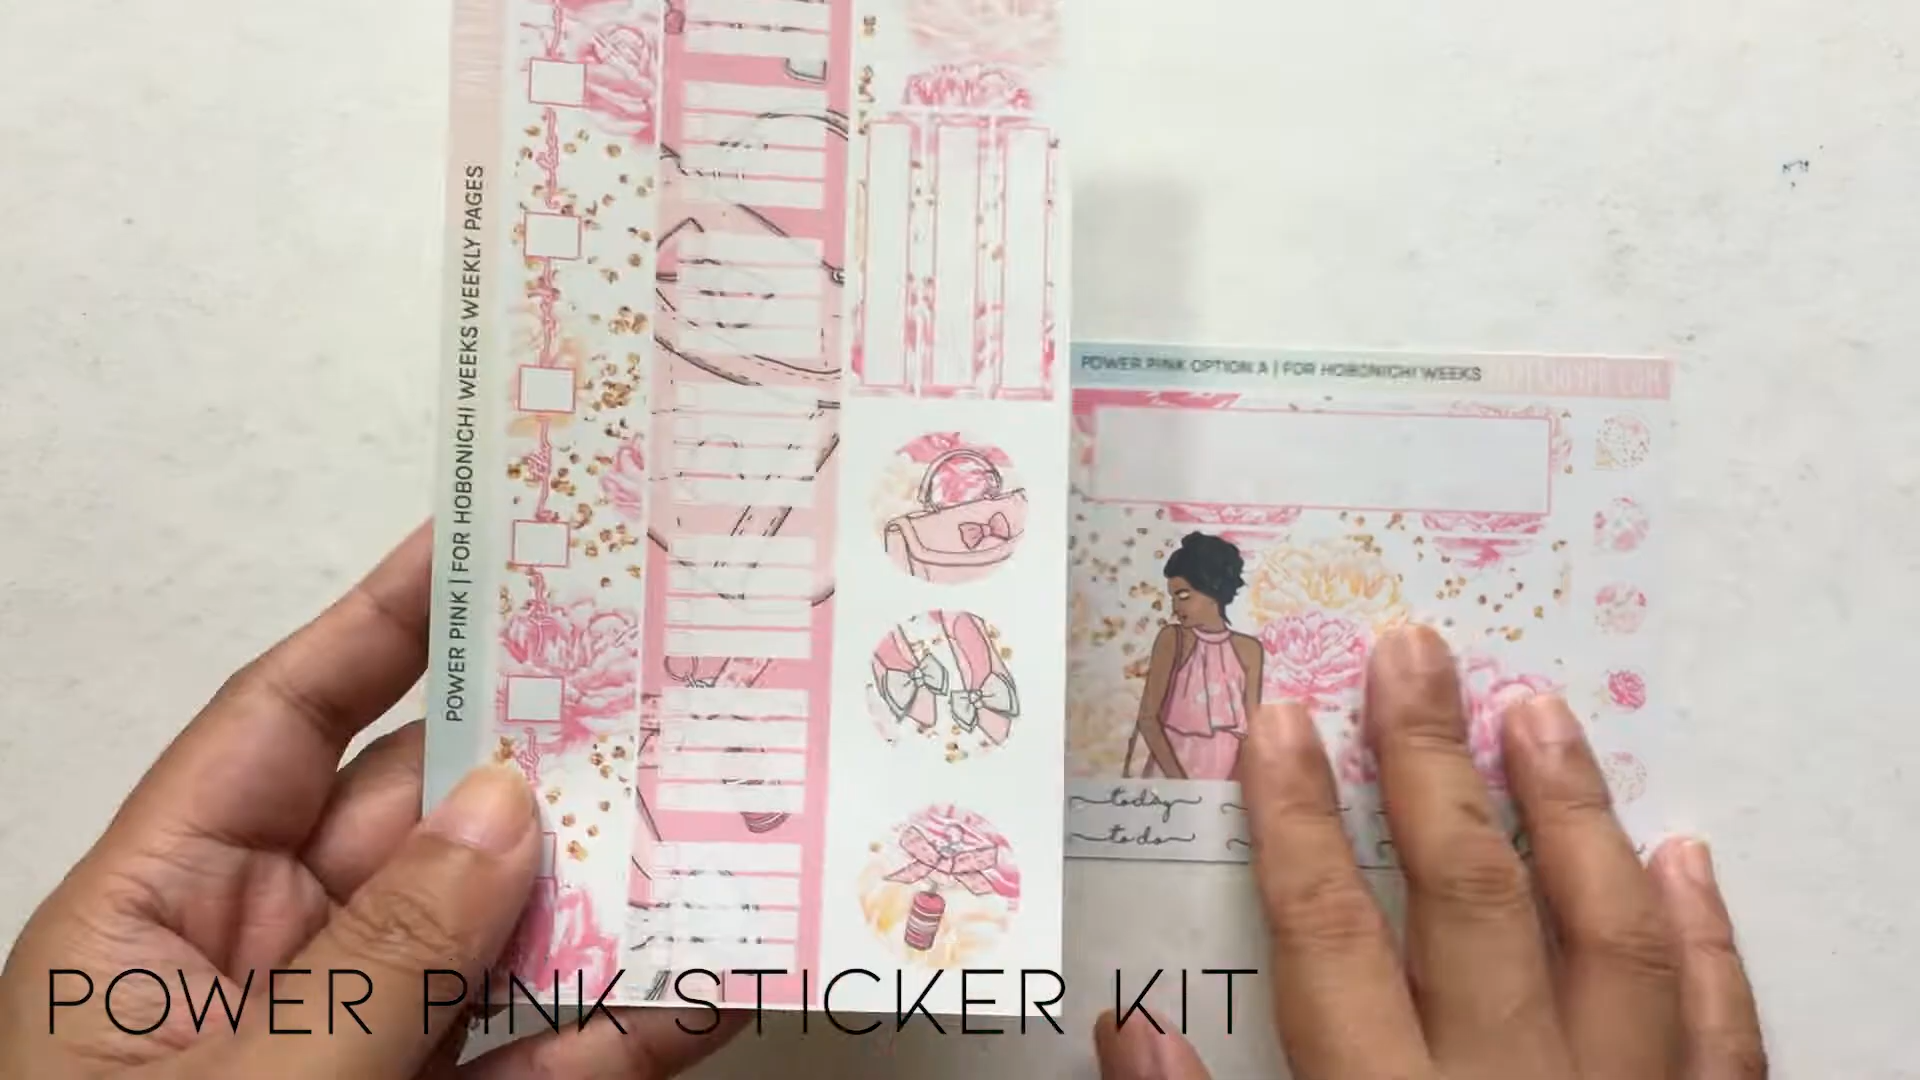 POWER PINK | FOR HOBONICHI WEEKS WEEKLY PAGES
POWER PINK OPTION A | FOR HOBONICHI WEEKS
today
to do
POWER PINK STICKER KIT